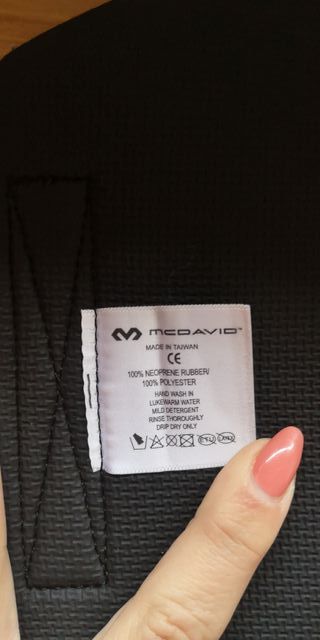 McDAVID™
MADE IN TAIWAN
CE
100% NEOPRENE RUBBER/
100% POLYESTER
HAND WASH IN
LUKEWARM WATER
MILD DETERGENT
RINSE THOROUGHLY
DRIP DRY ONLY